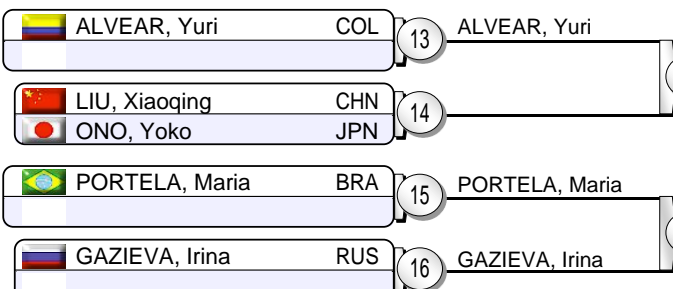 ALVEAR, Yuri COL 13 ALVEAR, Yuri
LIU, Xiaoqing CHN 14
ONO, Yoko JPN
PORTELA, Maria BRA 15 PORTELA, Maria
GAZIEVA, Irina RUS 16 GAZIEVA, Irina